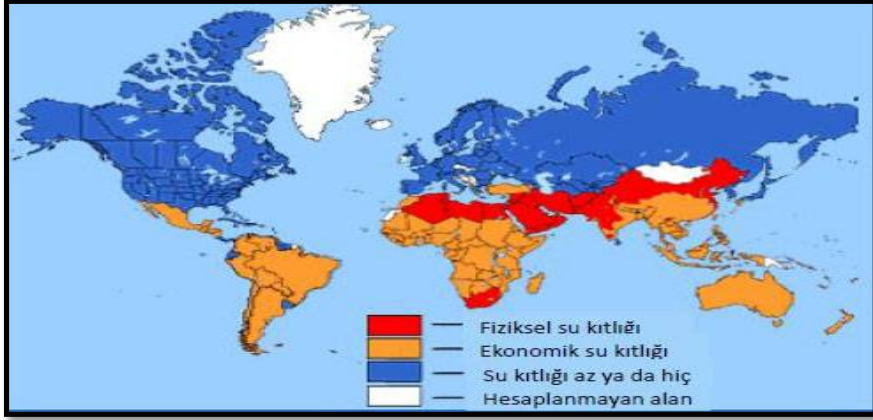 Fiziksel su kıtlığı
Ekonomik su kıtlığı
Su kıtlığı az ya da hiç
Hesaplanmayan alan